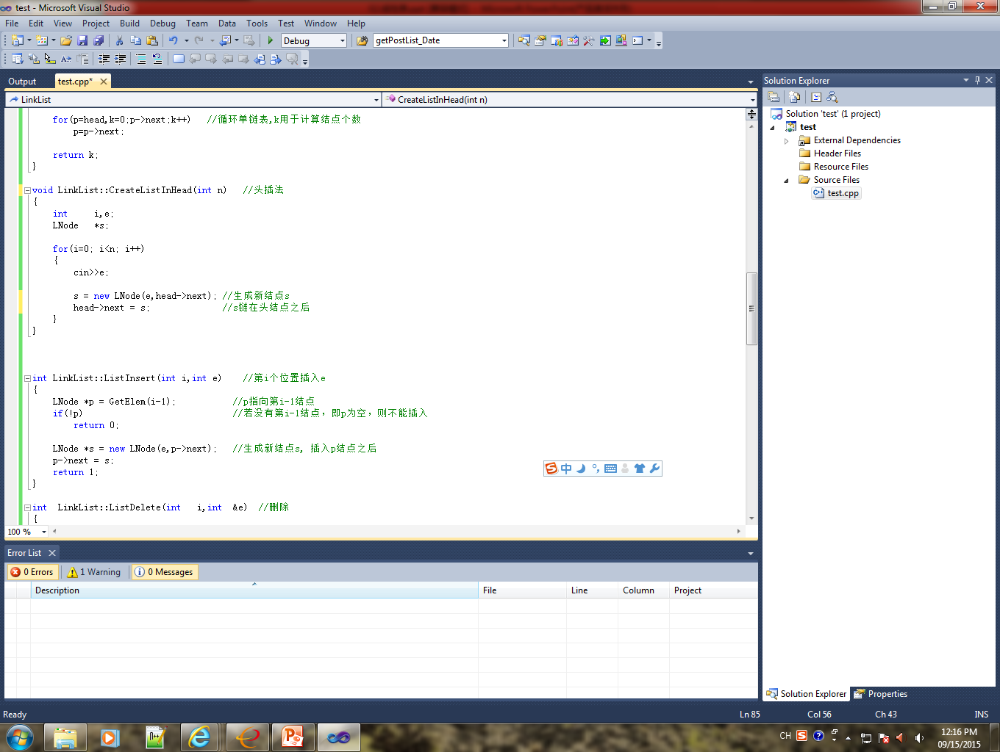 test - Microsoft Visual Studio
File Edit View Project Build Debug Team Data Tools Test Window Help
Debug getPostList_Date
Output test.cpp*
LinkList CreateListInHead(int n)
for(p=head,k=0;p->next;k++) //循环单链表,k用于计算结点个数
p=p->next;
return k;
}
void LinkList::CreateListInHead(int n) //头插法
{
int i,e;
LNode *s;
for(i=0; i<n; i++)
{
cin>>e;
s = new LNode(e,head->next); //生成新结点s
head->next = s; //s链在头结点之后
}
}
int LinkList::ListInsert(int i,int e) //第i个位置插入e
{
LNode *p = GetElem(i-1); //p指向第i-1结点
if(!p) //若没有第i-1结点，即p为空，则不能插入
return 0;
LNode *s = new LNode(e,p->next); //生成新结点s, 插入p结点之后
p->next = s;
return 1;
}
int LinkList::ListDelete(int i,int &e) //删除
{
100 %
中
Solution Explorer
Solution 'test' (1 project)
test
External Dependencies
Header Files
Resource Files
Source Files
test.cpp
Error List
0 Errors 1 Warning 0 Messages
Description File Line Column Project
Solution Explorer Properties
Ready Ln 85 Col 56 Ch 43 INS
CH 12:16 PM
09/15/2015